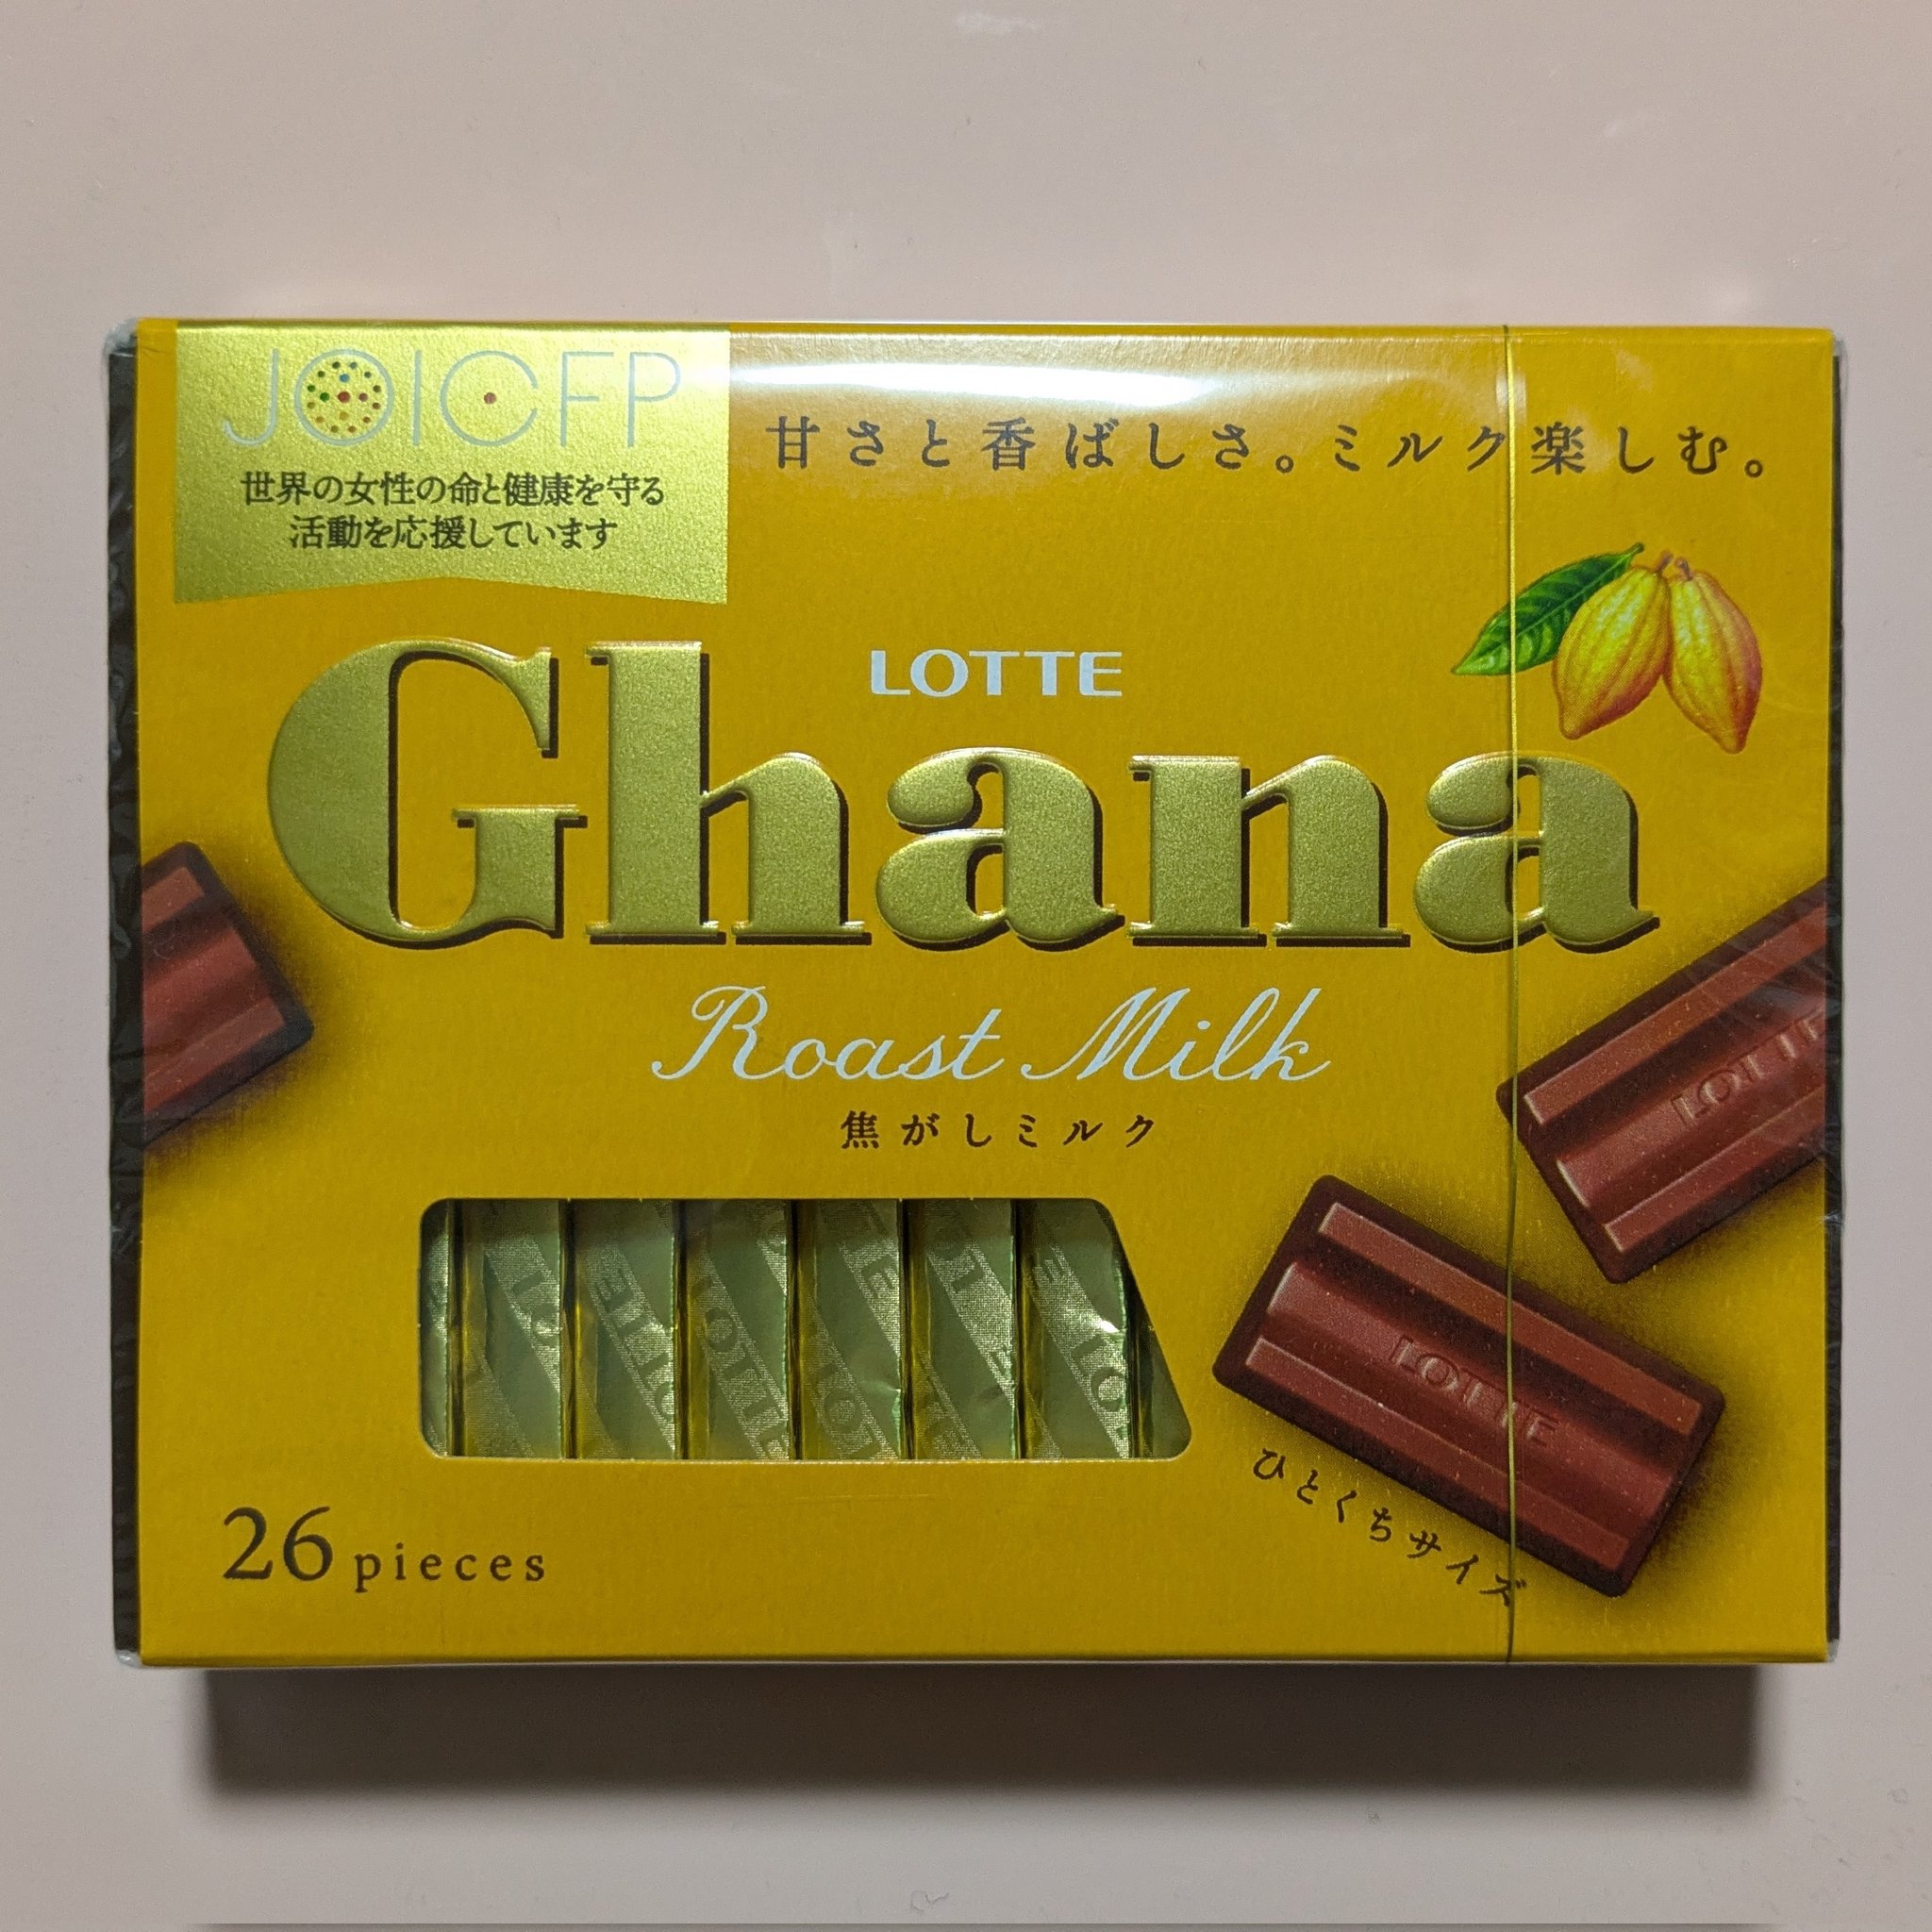 JOICFP
世界の女性の命と健康を守る
活動を応援しています
甘さと香ばしさ。ミルク楽しむ。
LOTTE
Ghana
Roast Milk
焦がしミルク
LOTTE
LOTTE
ひとくちサイズ
26 pieces